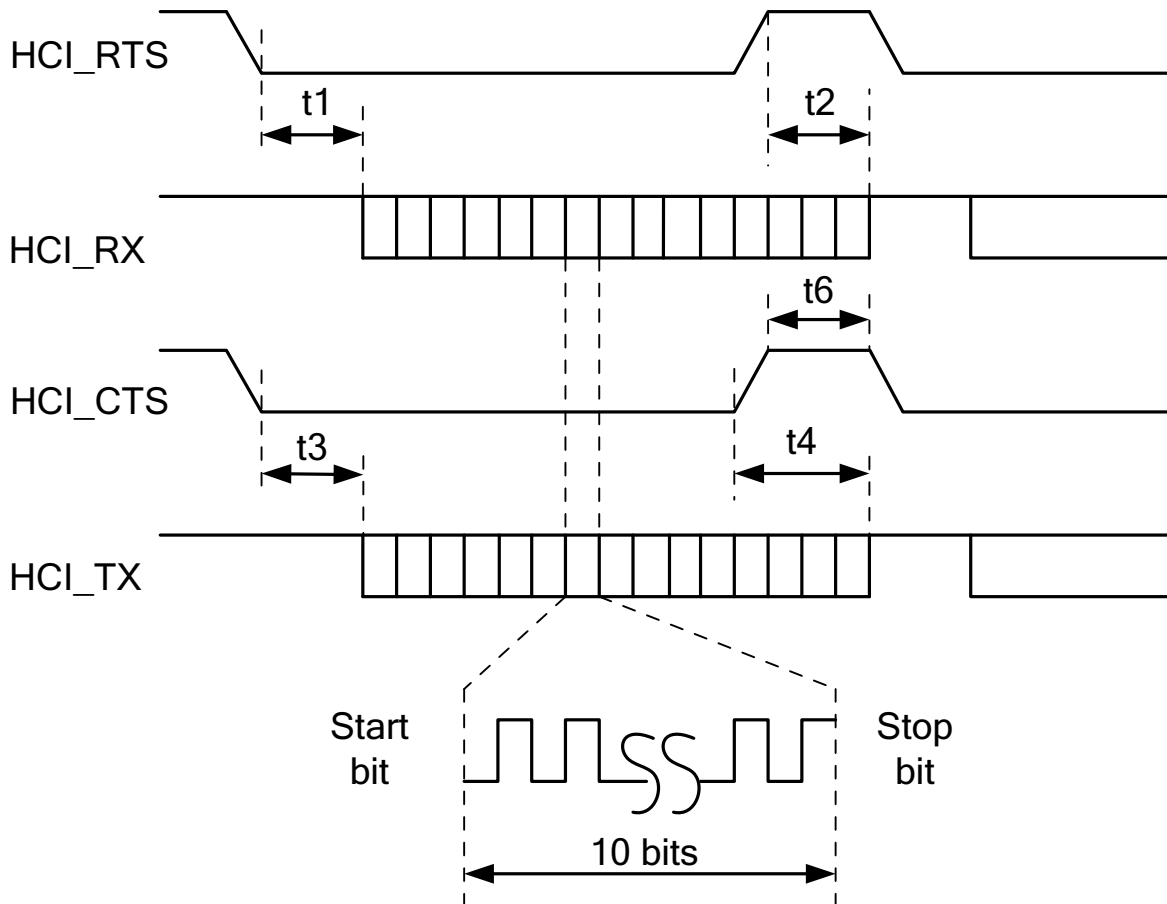 HCI_RTS
t1
t2
HCI_RX
t6
HCI_CTS
t3
t4
HCI_TX
Start
bit
Stop
bit
10 bits